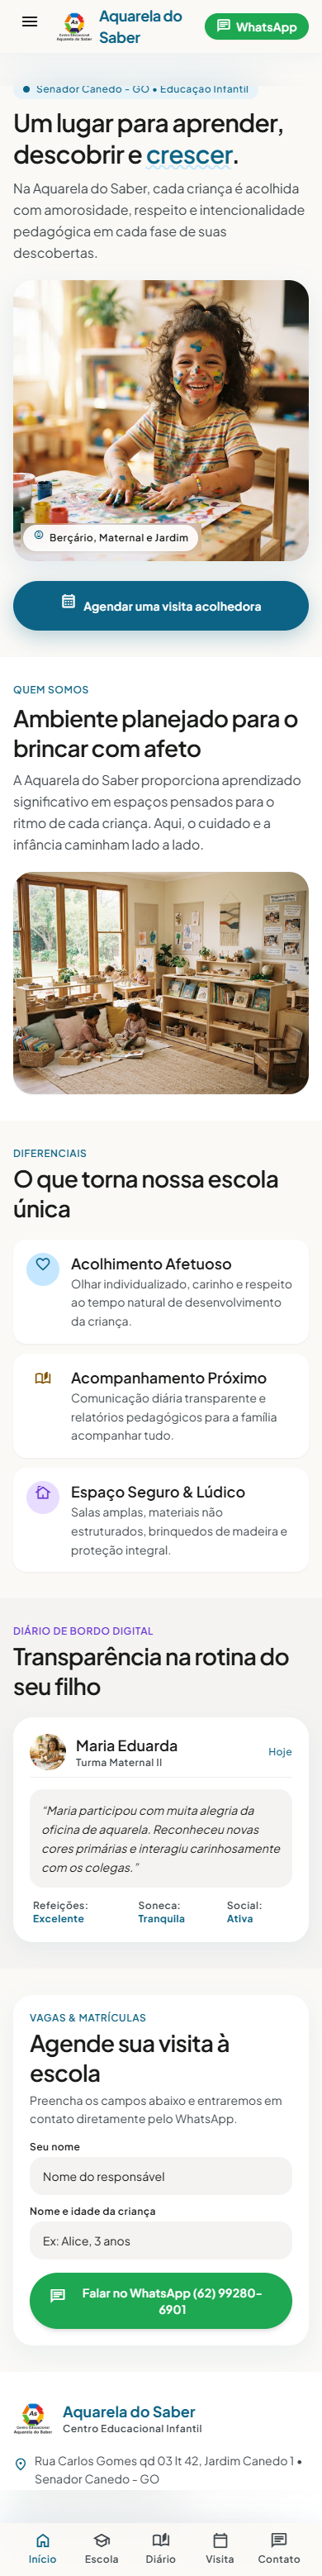 Aquarela do
Saber
WhatsApp
Senador Canedo - GO • Educação Infantil
Um lugar para aprender,
descobrir e crescer.
Na Aquarela do Saber, cada criança é acolhida
com amorosidade, respeito e intencionalidade
pedagógica em cada fase de suas
descobertas.
Berçário, Maternal e Jardim
Agendar uma visita acolhedora
QUEM SOMOS
Ambiente planejado para o
brincar com afeto
A Aquarela do Saber proporciona aprendizado
significativo em espaços pensados para o
ritmo de cada criança. Aqui, o cuidado e a
infância caminham lado a lado.
DIFERENCIAIS
O que torna nossa escola
única
Acolhimento Afetuoso
Olhar individualizado, carinho e respeito
ao tempo natural de desenvolvimento
da criança.
Acompanhamento Próximo
Comunicação diária transparente e
relatórios pedagógicos para a família
acompanhar tudo.
Espaço Seguro & Lúdico
Salas amplas, materiais não
estruturados, brinquedos de madeira e
proteção integral.
DIÁRIO DE BORDO DIGITAL
Transparência na rotina do
seu filho
Maria Eduarda
Turma Maternal II
Hoje
“Maria participou com muita alegria da
oficina de aquarela. Reconheceu novas
cores primárias e interagiu carinhosamente
com os colegas.”
Refeições: Soneca: Social:
Excelente Tranquila Ativa
VAGAS & MATRÍCULAS
Agende sua visita à
escola
Preencha os campos abaixo e entraremos em
contato diretamente pelo WhatsApp.
Seu nome
Nome do responsável
Nome e idade da criança
Ex: Alice, 3 anos
Falar no WhatsApp (62) 99280-
6901
Aquarela do Saber
Centro Educacional Infantil
Rua Carlos Gomes qd 03 lt 42, Jardim Canedo 1 •
Senador Canedo - GO
Início Escola Diário Visita Contato